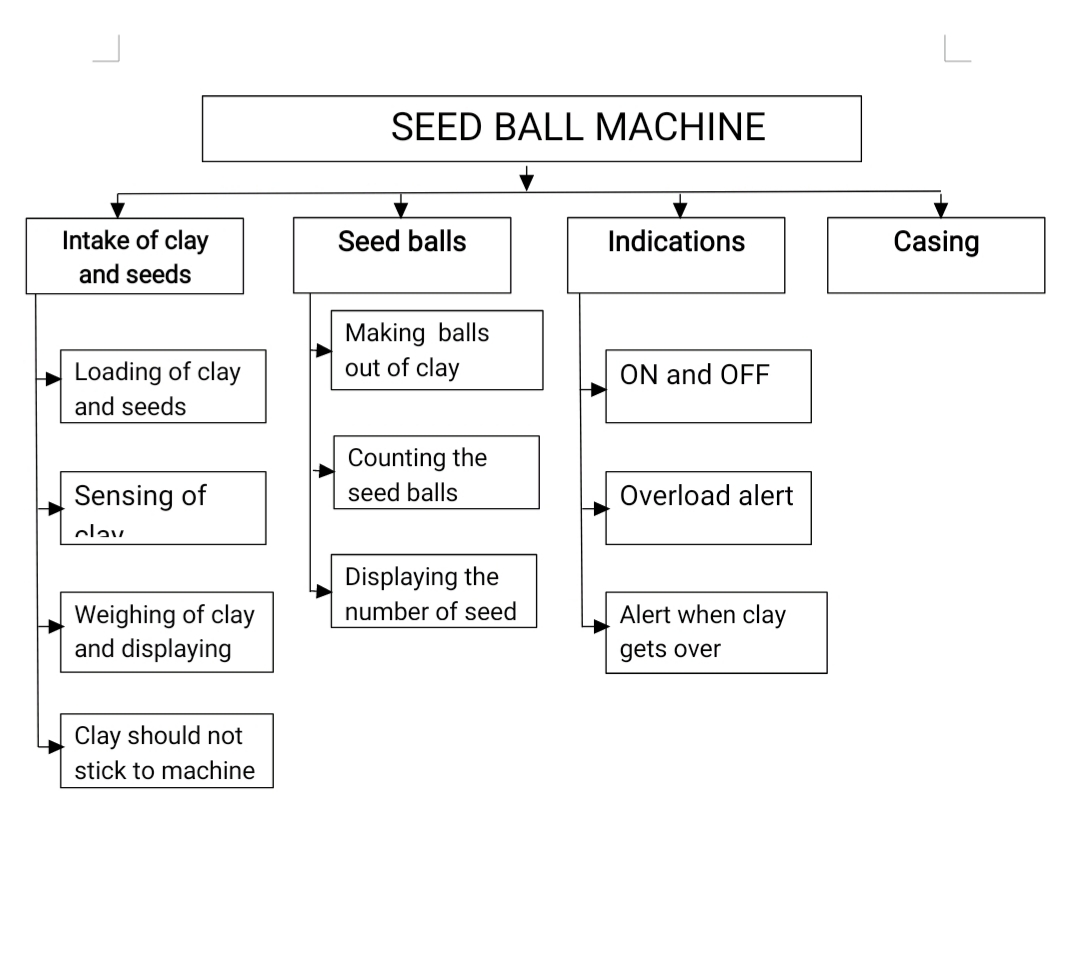 SEED BALL MACHINE
Intake of clay
and seeds
Loading of clay
and seeds
Sensing of
clay
Weighing of clay
and displaying
Clay should not
stick to machine
Seed balls
Making balls
out of clay
Counting the
seed balls
Displaying the
number of seed
Indications
ON and OFF
Overload alert
Alert when clay
gets over
Casing